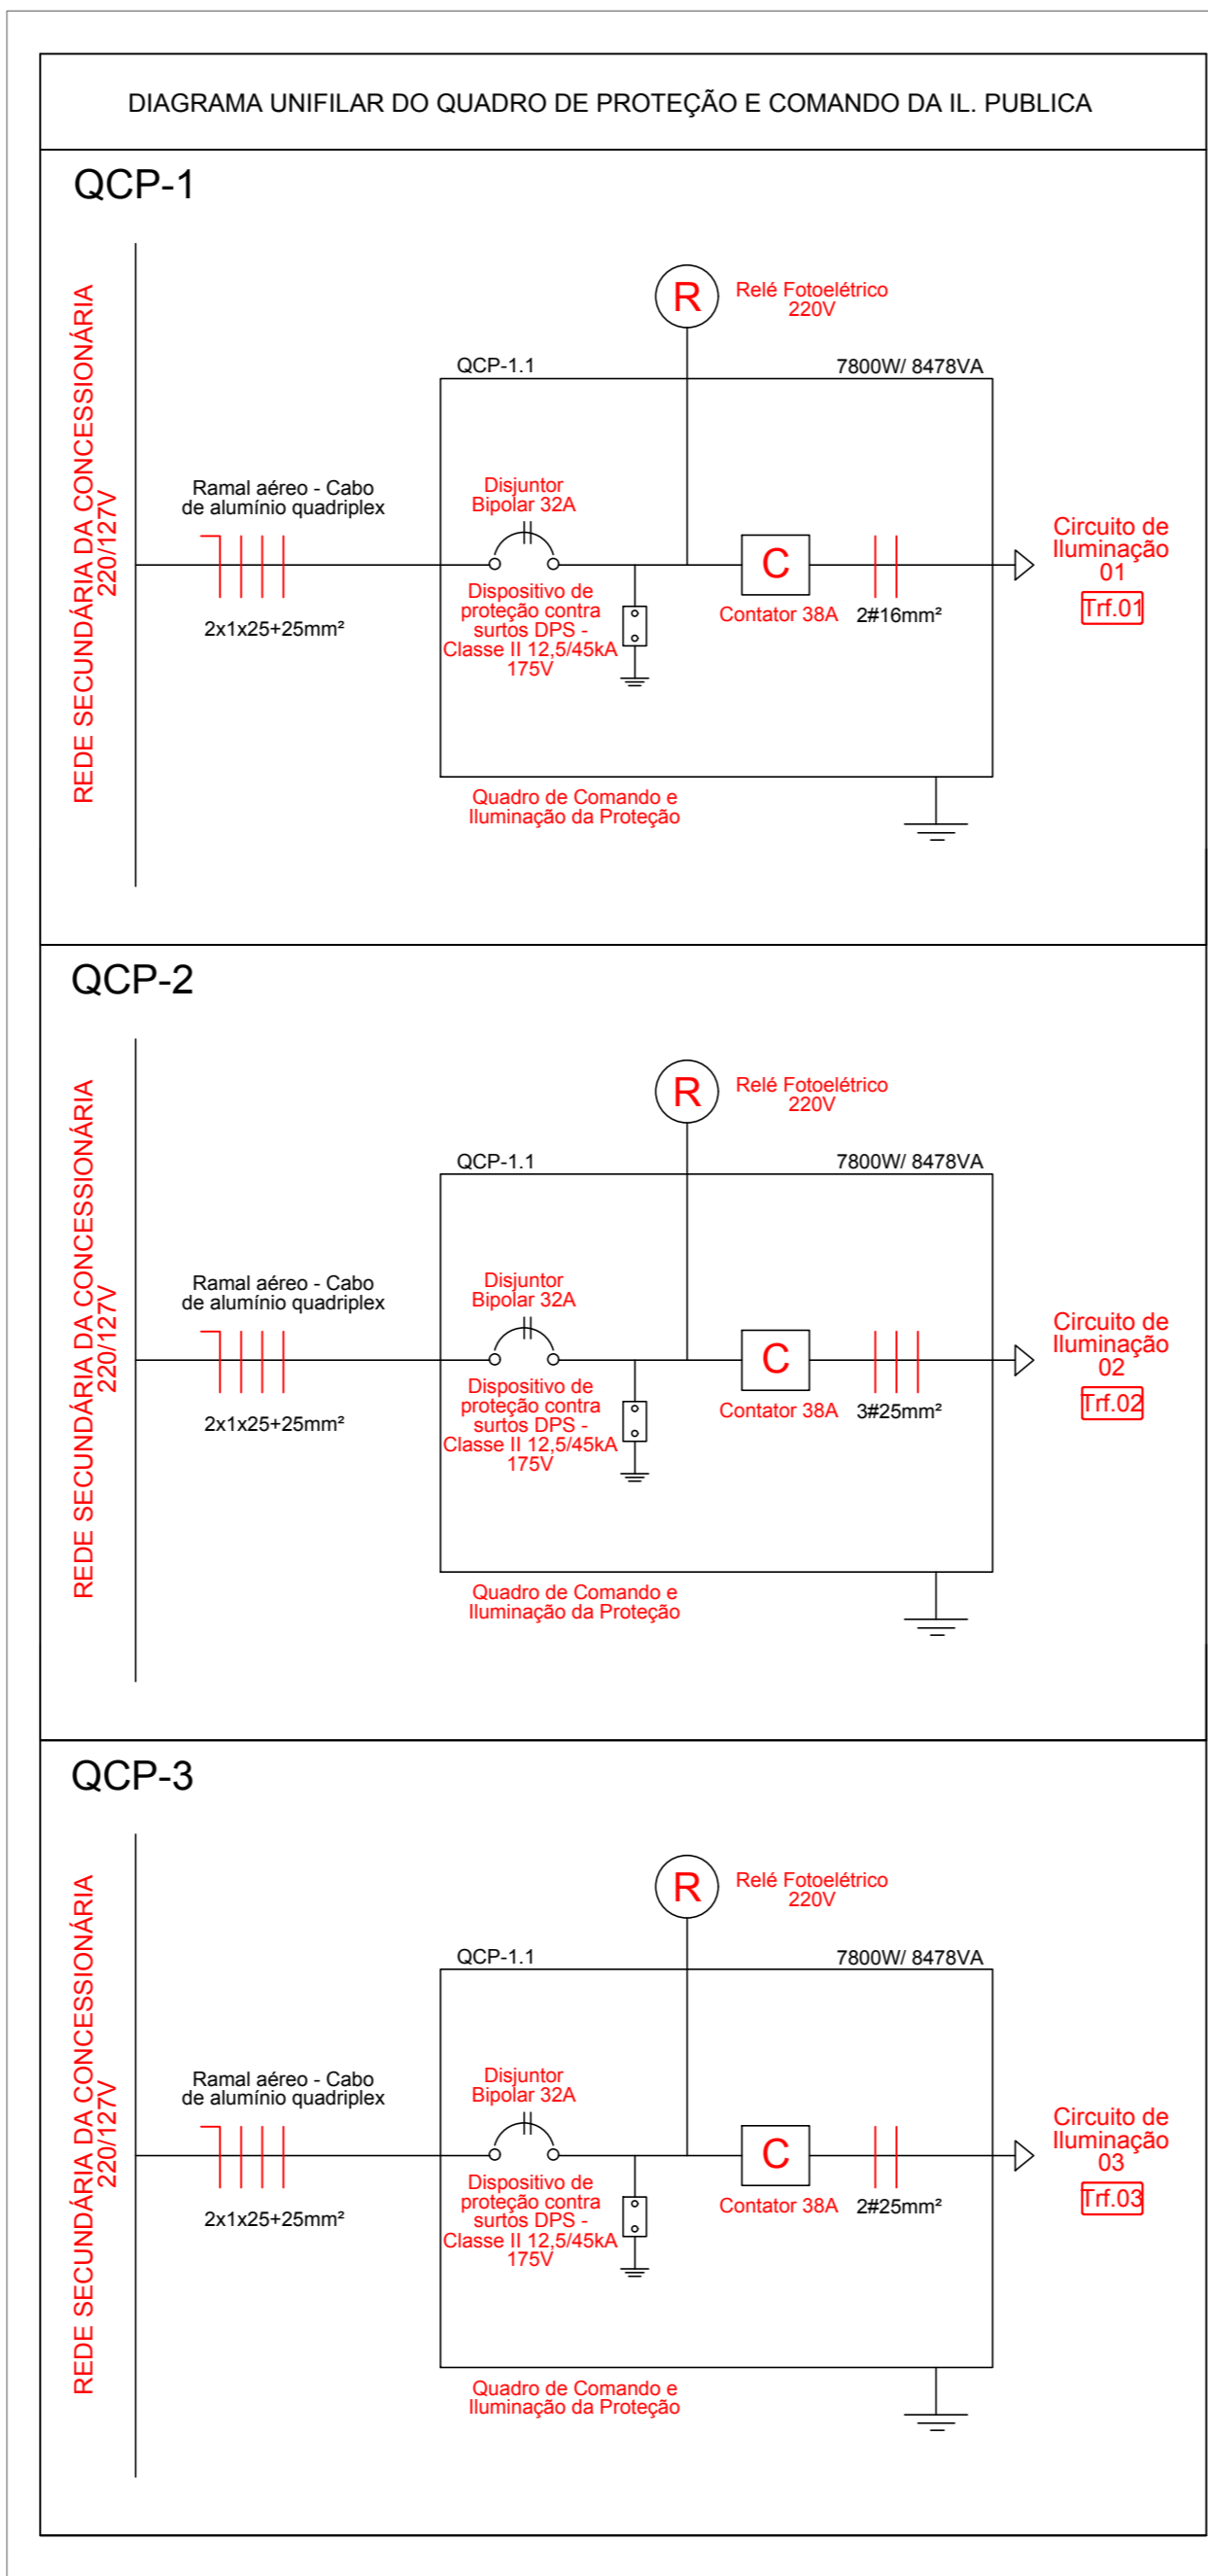 DIAGRAMA UNIFILAR DO QUADRO DE PROTEÇÃO E COMANDO DA IL. PUBLICA
QCP-1
REDE SECUNDÁRIA DA CONCESSIONÁRIA
220/127V
Ramal aéreo - Cabo
de alumínio quadriplex
2x1x25+25mm²
R
Relé Fotoelétrico
220V
QCP-1.1
7800W/ 8478VA
Disjuntor
Bipolar 32A
Dispositivo de
proteção contra
surtos DPS -
Classe II 12,5/45kA
175V
C
Contator 38A
2#16mm²
Circuito de
Iluminação
01
Trf.01
Quadro de Comando e
Iluminação da Proteção
QCP-2
REDE SECUNDÁRIA DA CONCESSIONÁRIA
220/127V
Ramal aéreo - Cabo
de alumínio quadriplex
2x1x25+25mm²
R
Relé Fotoelétrico
220V
QCP-1.1
7800W/ 8478VA
Disjuntor
Bipolar 32A
Dispositivo de
proteção contra
surtos DPS -
Classe II 12,5/45kA
175V
C
Contator 38A
3#25mm²
Circuito de
Iluminação
02
Trf.02
Quadro de Comando e
Iluminação da Proteção
QCP-3
REDE SECUNDÁRIA DA CONCESSIONÁRIA
220/127V
Ramal aéreo - Cabo
de alumínio quadriplex
2x1x25+25mm²
R
Relé Fotoelétrico
220V
QCP-1.1
7800W/ 8478VA
Disjuntor
Bipolar 32A
Dispositivo de
proteção contra
surtos DPS -
Classe II 12,5/45kA
175V
C
Contator 38A
2#25mm²
Circuito de
Iluminação
03
Trf.03
Quadro de Comando e
Iluminação da Proteção